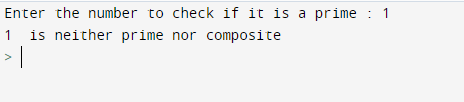 Enter the number to check if it is a prime : 1
1  is neither prime nor composite
>